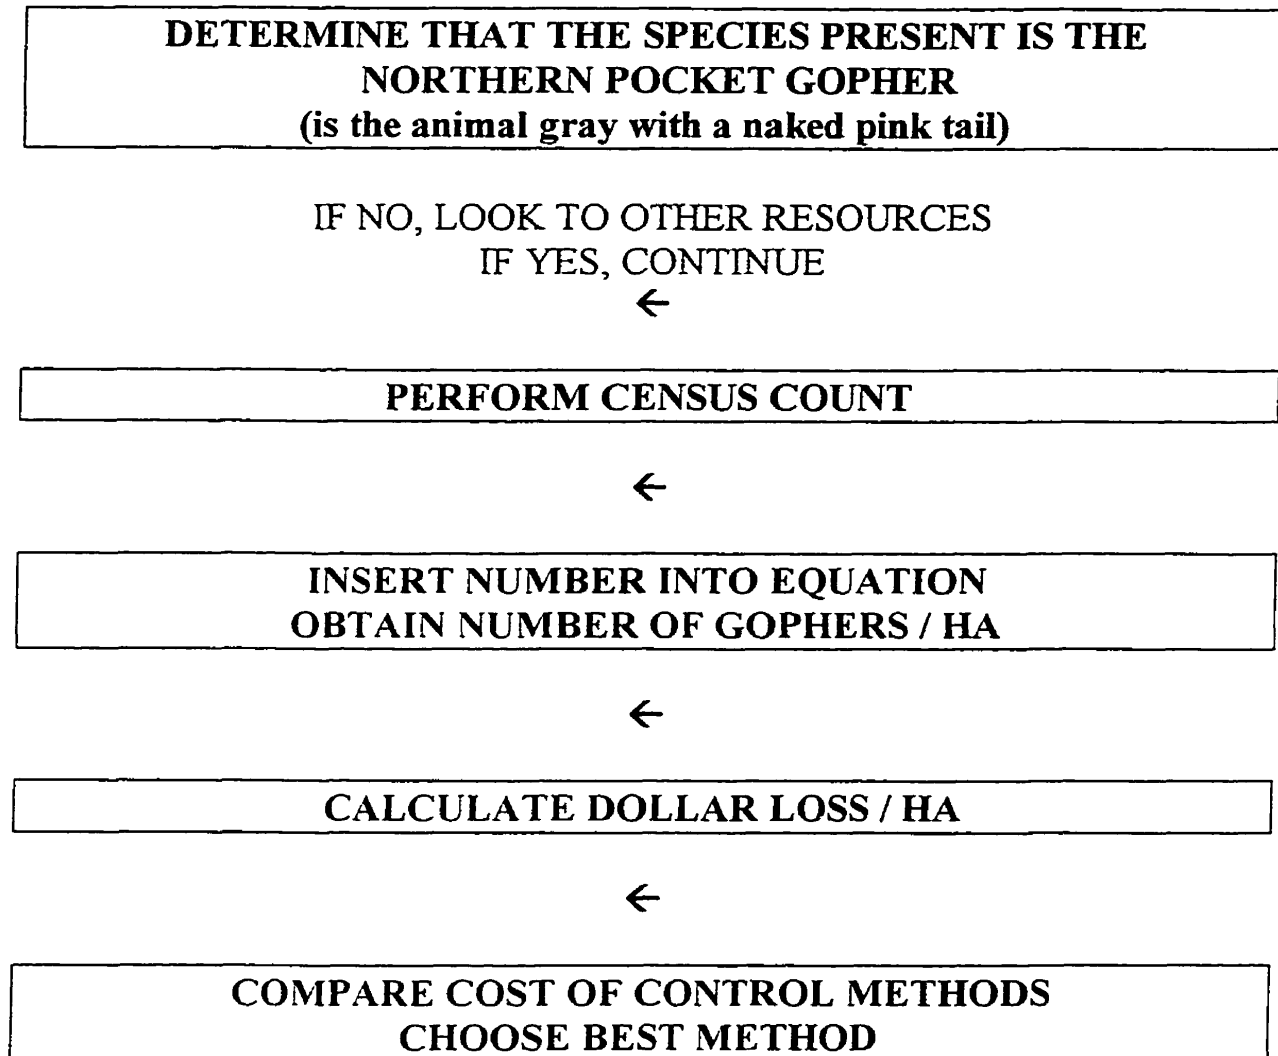 DETERMINE THAT THE SPECIES PRESENT IS THE
NORTHERN POCKET GOPHER
(is the animal gray with a naked pink tail)
IF NO, LOOK TO OTHER RESOURCES
IF YES, CONTINUE
←
PERFORM CENSUS COUNT
←
INSERT NUMBER INTO EQUATION
OBTAIN NUMBER OF GOPHERS / HA
←
CALCULATE DOLLAR LOSS / HA
←
COMPARE COST OF CONTROL METHODS
CHOOSE BEST METHOD